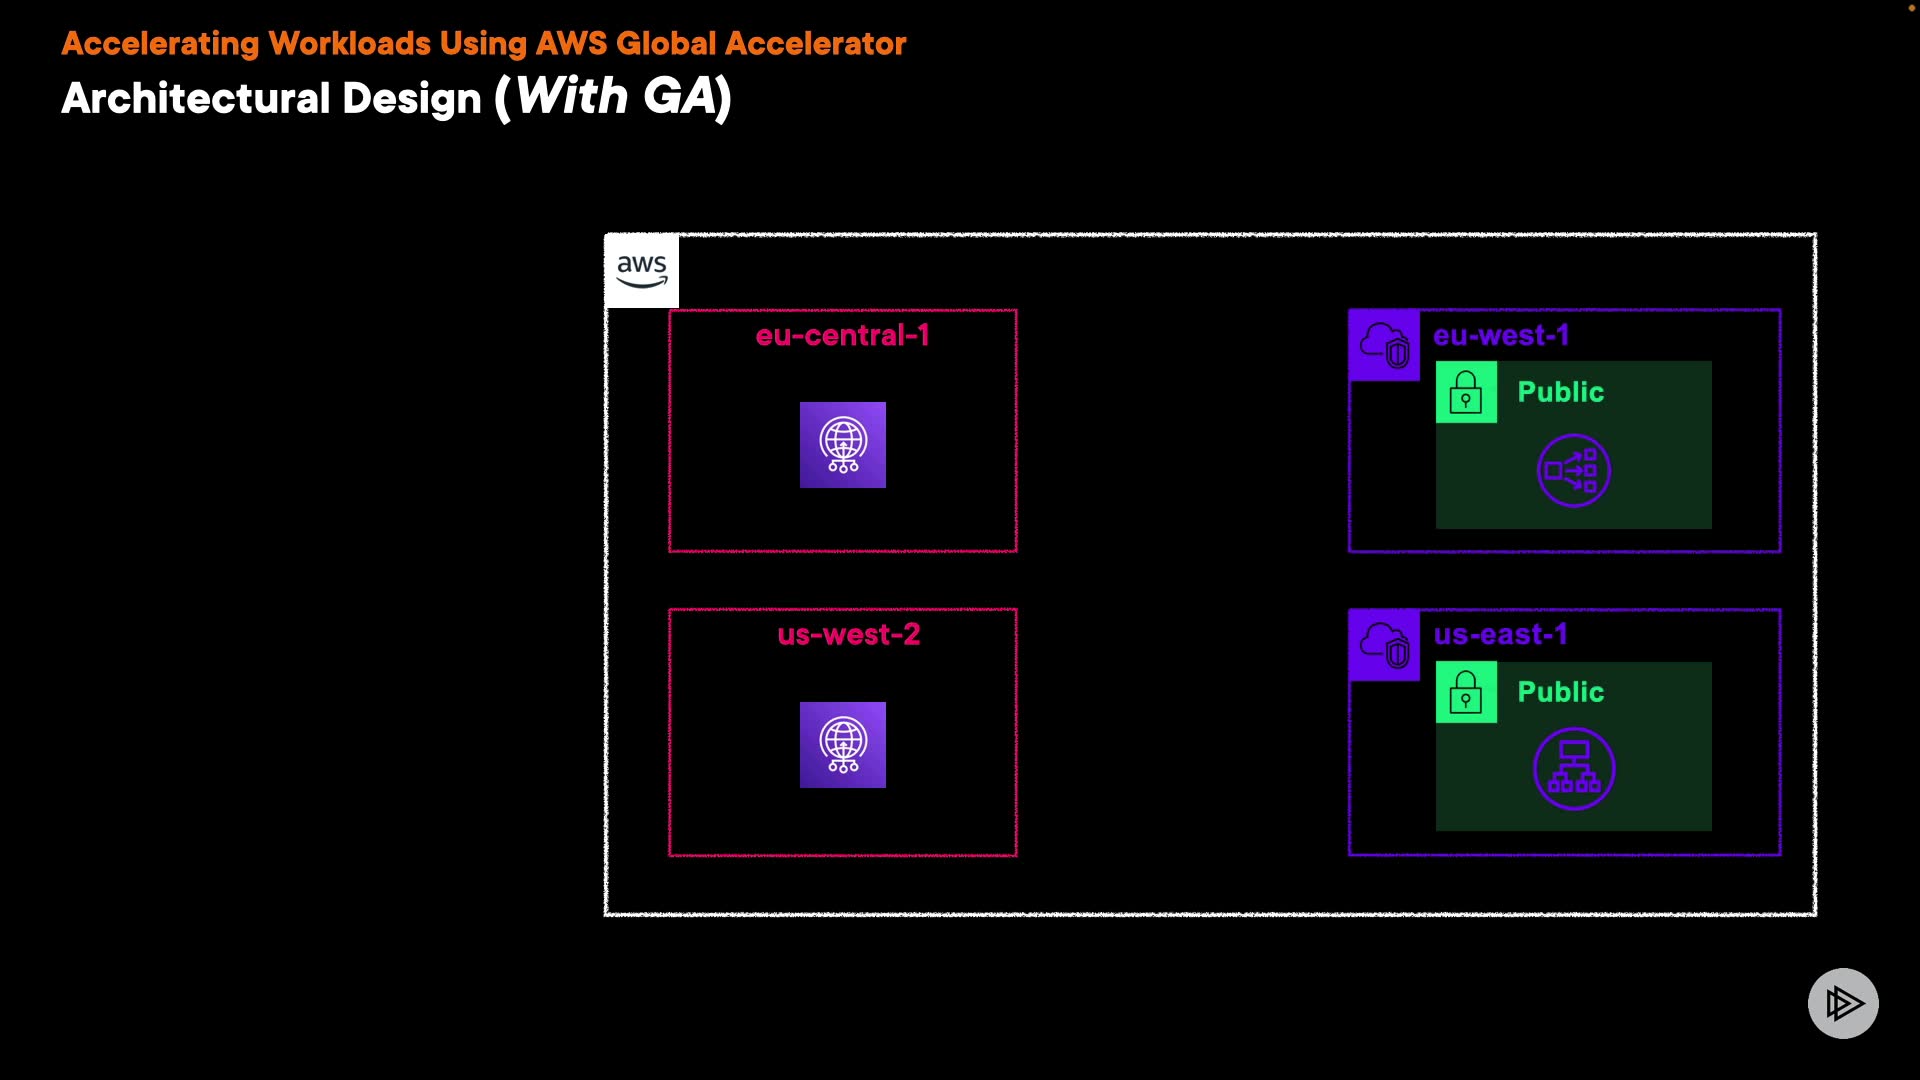 Accelerating Workloads Using AWS Global Accelerator
Architectural Design (With GA)
aws
eu-central-1
eu-west-1
Public
us-west-2
us-east-1
Public